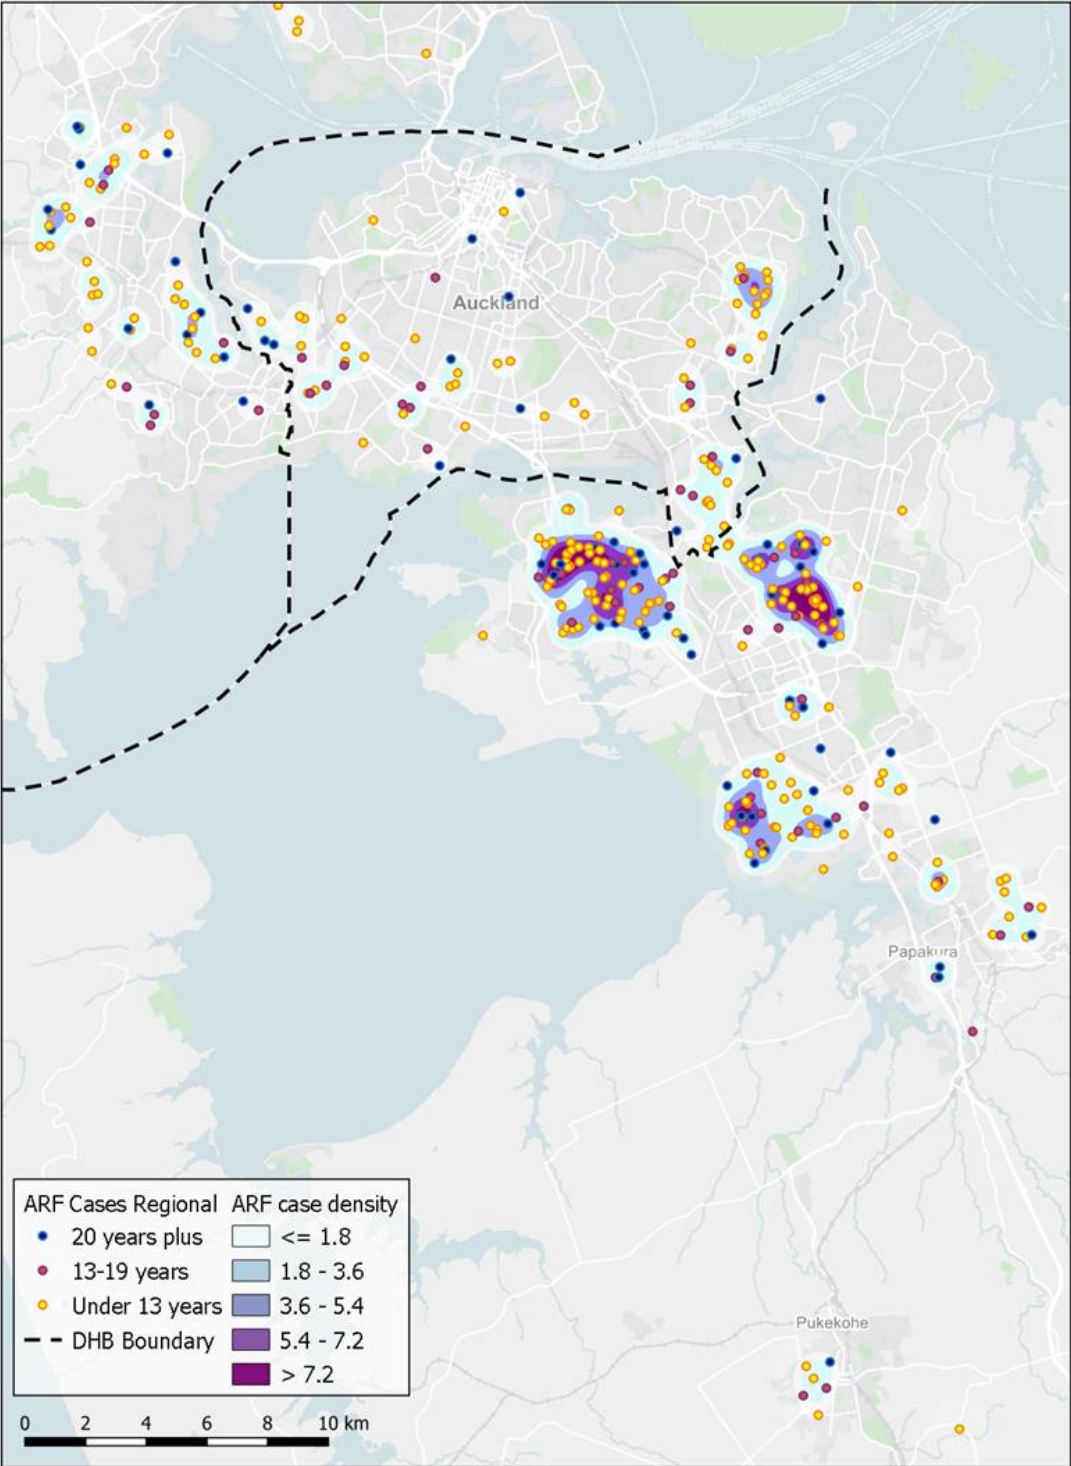 Auckland
Papakura
ARF Cases Regional
20 years plus
13-19 years
Under 13 years
DHB Boundary
ARF case density
<= 1.8
1.8 - 3.6
3.6 - 5.4
5.4 - 7.2
> 7.2
Pukekohe
0 2 4 6 8 10 km